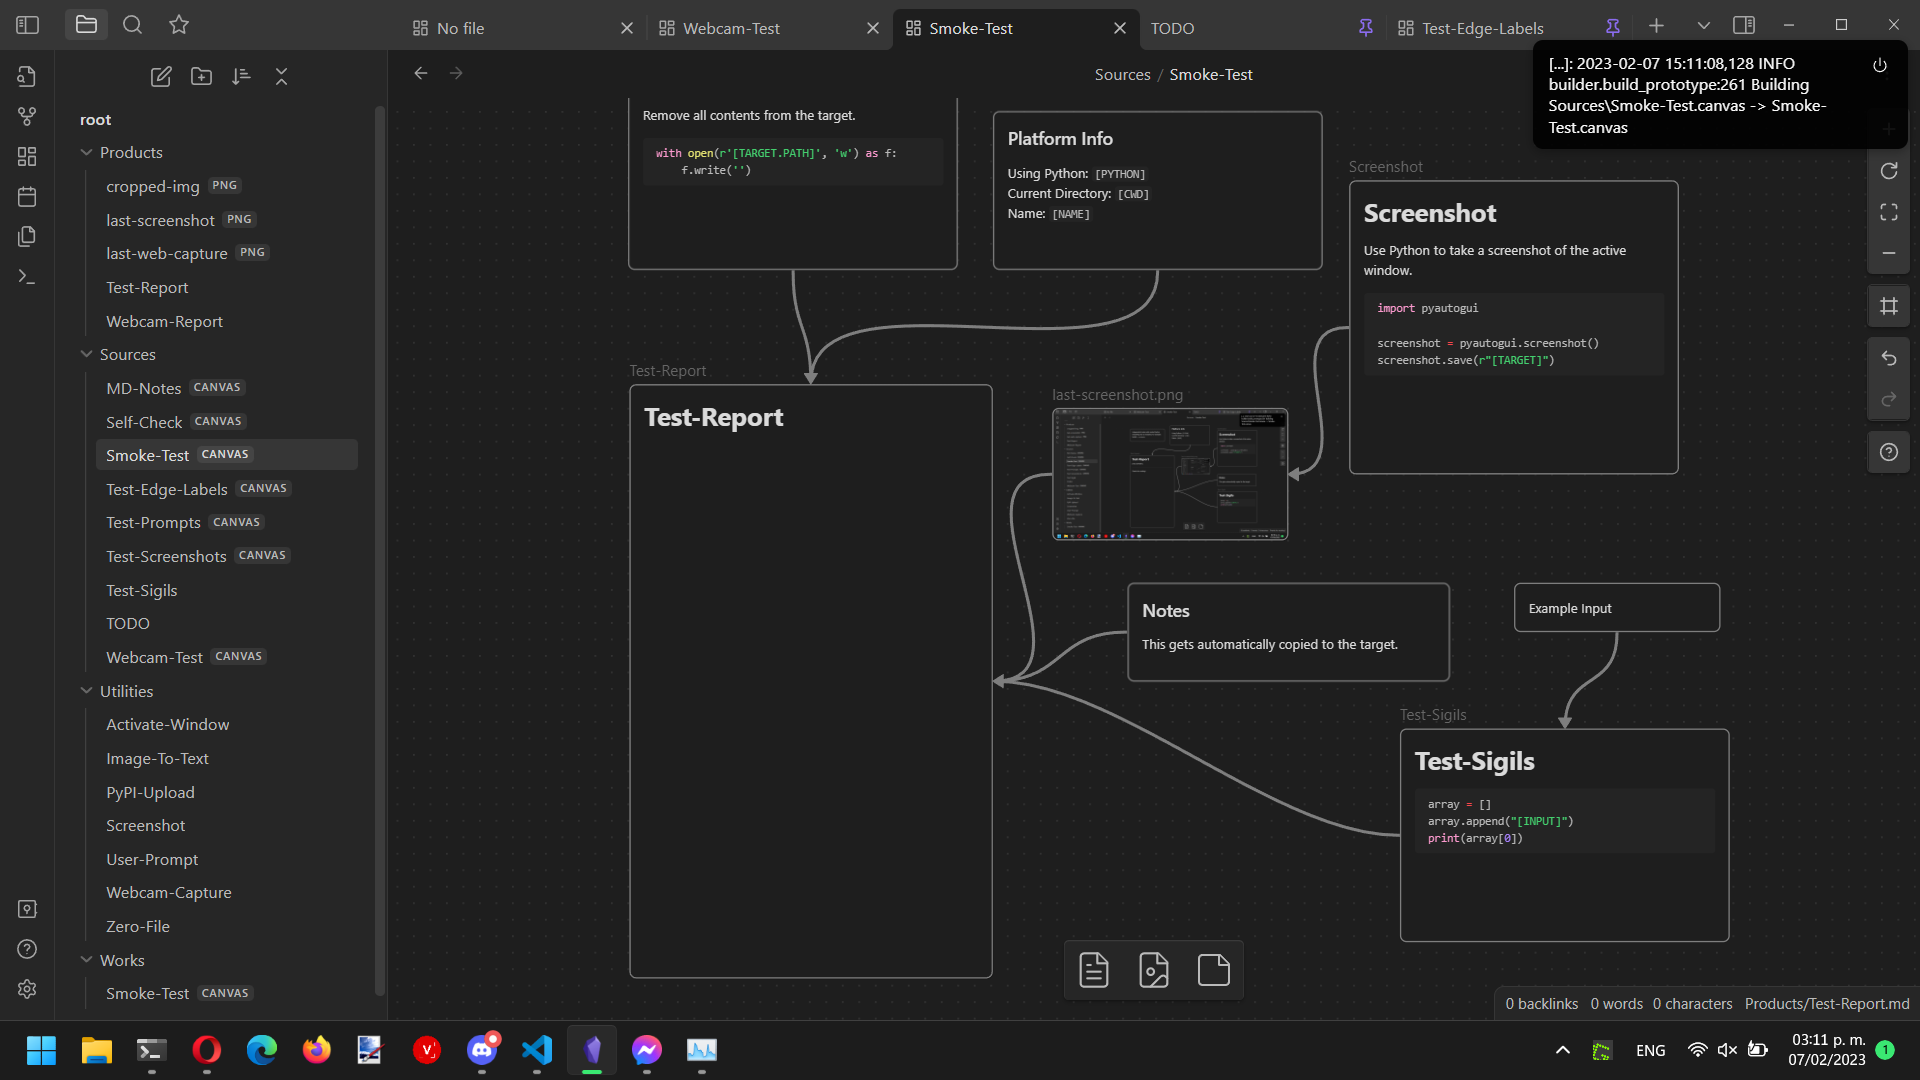 No file
Webcam-Test
Smoke-Test
TODO
Test-Edge-Labels
[...]: 2023-02-07 15:11:08,128 INFO
builder.build_prototype:261 Building
Sources\Smoke-Test.canvas -> Smoke-
Test.canvas
Sources / Smoke-Test
root
Products
cropped-img PNG
last-screenshot PNG
last-web-capture PNG
Test-Report
Webcam-Report
Sources
MD-Notes CANVAS
Self-Check CANVAS
Smoke-Test CANVAS
Test-Edge-Labels CANVAS
Test-Prompts CANVAS
Test-Screenshots CANVAS
Test-Sigils
TODO
Webcam-Test CANVAS
Utilities
Activate-Window
Image-To-Text
PyPI-Upload
Screenshot
User-Prompt
Webcam-Capture
Zero-File
Works
Smoke-Test CANVAS
Remove all contents from the target.
with open(r'[TARGET.PATH]', 'w') as f:
f.write('')
Platform Info
Using Python: [PYTHON]
Current Directory: [CWD]
Name: [NAME]
Screenshot
Screenshot
Use Python to take a screenshot of the active
window.
import pyautogui
screenshot = pyautogui.screenshot()
screenshot.save(r"[TARGET]")
Test-Report
Test-Report
last-screenshot.png
Notes
This gets automatically copied to the target.
Example Input
Test-Sigils
Test-Sigils
array = []
array.append("[INPUT]")
print(array[0])
0 backlinks 0 words 0 characters Products/Test-Report.md
ENG
03:11 p. m.
07/02/2023
1